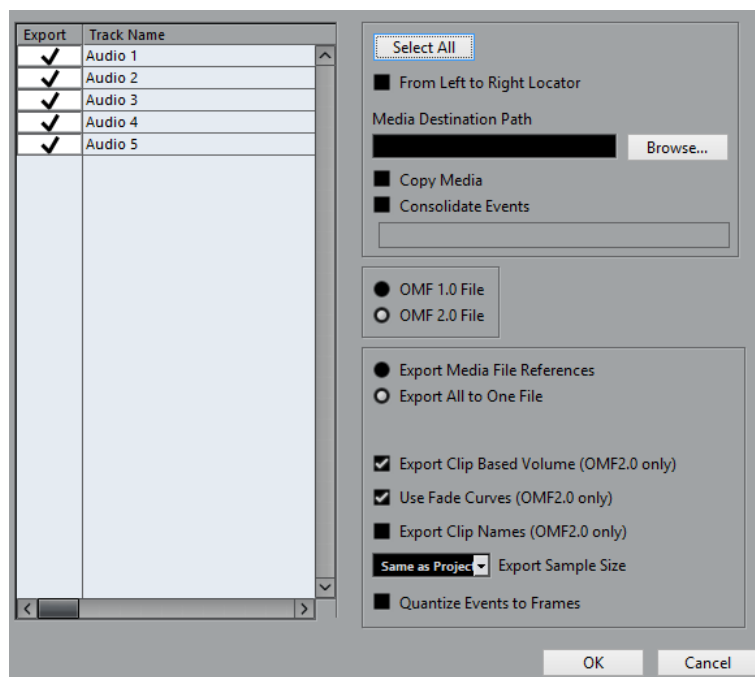 Export Track Name
Audio 1
Audio 2
Audio 3
Audio 4
Audio 5
Select All
From Left to Right Locator
Media Destination Path
Browse...
Copy Media
Consolidate Events
OMF 1.0 File
OMF 2.0 File
Export Media File References
Export All to One File
Export Clip Based Volume (OMF2.0 only)
Use Fade Curves (OMF2.0 only)
Export Clip Names (OMF2.0 only)
Same as Project Export Sample Size
Quantize Events to Frames
OK Cancel